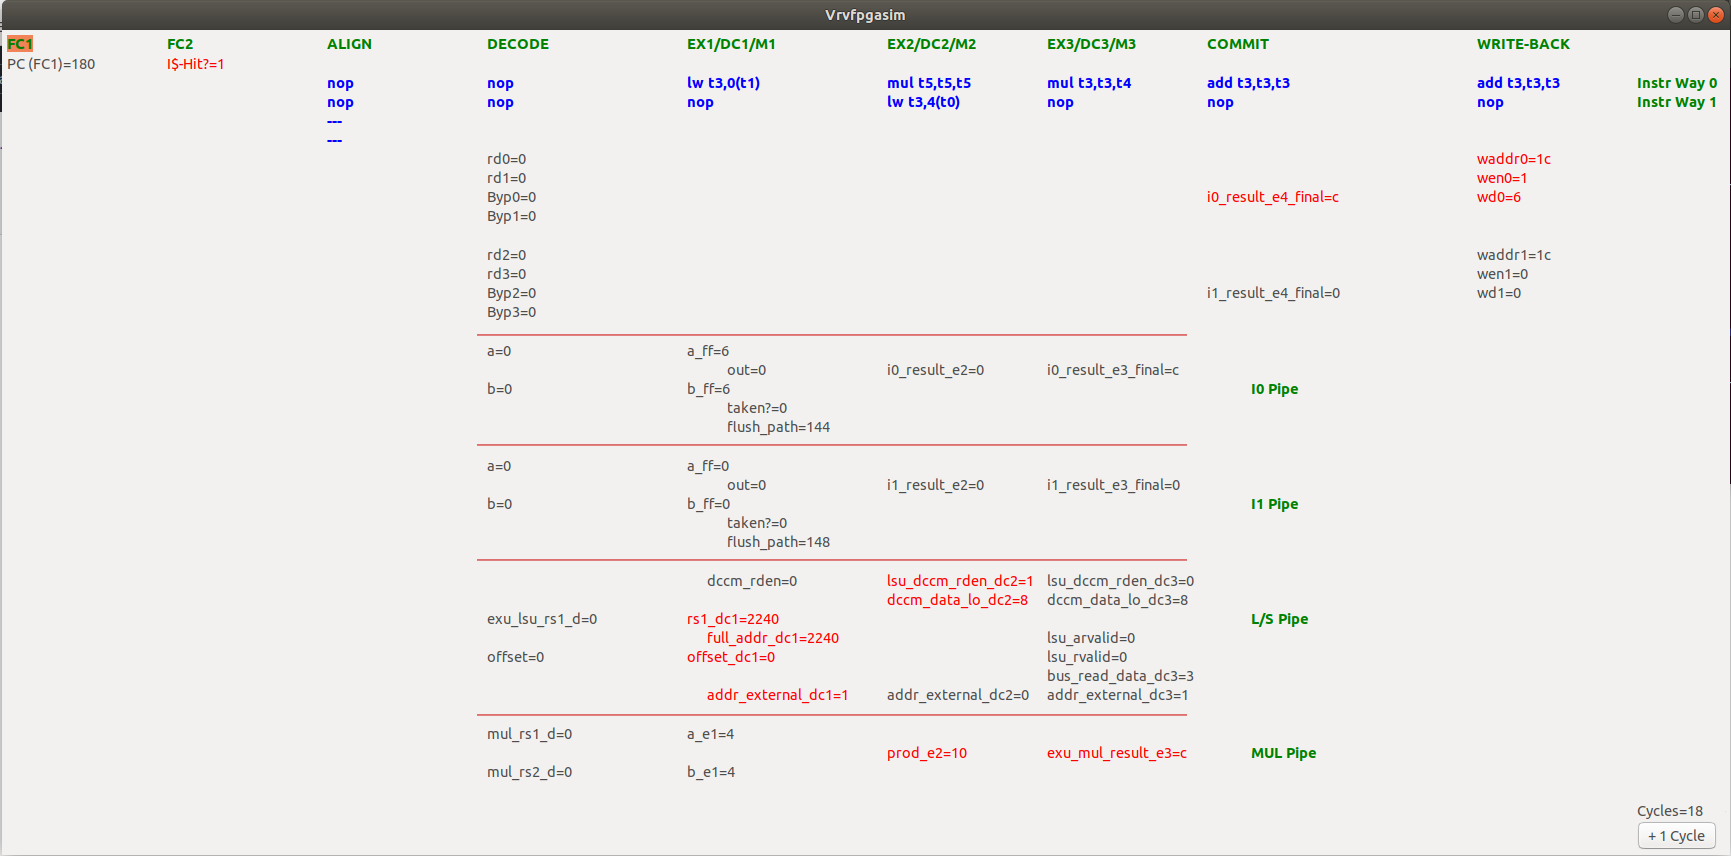 Vrvfpgasim
FC1 FC2 ALIGN DECODE EX1/DC1/M1 EX2/DC2/M2 EX3/DC3/M3 COMMIT WRITE-BACK
PC (FC1)=180 I$-Hit?=1
nop nop lw t3,0(t1) mul t5,t5,t5 mul t3,t3,t4 add t3,t3,t3 add t3,t3,t3 Instr Way 0
nop nop nop lw t3,4(t0) nop nop nop Instr Way 1
---
---
rd0=0 waddr0=1c
rd1=0 wen0=1
Byp0=0 i0_result_e4_final=c wd0=6
Byp1=0
rd2=0 waddr1=1c
rd3=0 wen1=0
Byp2=0 i1_result_e4_final=0 wd1=0
Byp3=0
a=0 a_ff=6
out=0 i0_result_e2=0 i0_result_e3_final=c
b=0 b_ff=6 I0 Pipe
taken?=0
flush_path=144
a=0 a_ff=0
out=0 i1_result_e2=0 i1_result_e3_final=0
b=0 b_ff=0 I1 Pipe
taken?=0
flush_path=148
dccm_rden=0 lsu_dccm_rden_dc2=1 lsu_dccm_rden_dc3=0
dccm_data_lo_dc2=8 dccm_data_lo_dc3=8
exu_lsu_rs1_d=0 rs1_dc1=2240 L/S Pipe
full_addr_dc1=2240 lsu_arvalid=0
offset=0 offset_dc1=0 lsu_rvalid=0
bus_read_data_dc3=3
addr_external_dc1=1 addr_external_dc2=0 addr_external_dc3=1
mul_rs1_d=0 a_e1=4
prod_e2=10 exu_mul_result_e3=c MUL Pipe
mul_rs2_d=0 b_e1=4
Cycles=18
+ 1 Cycle